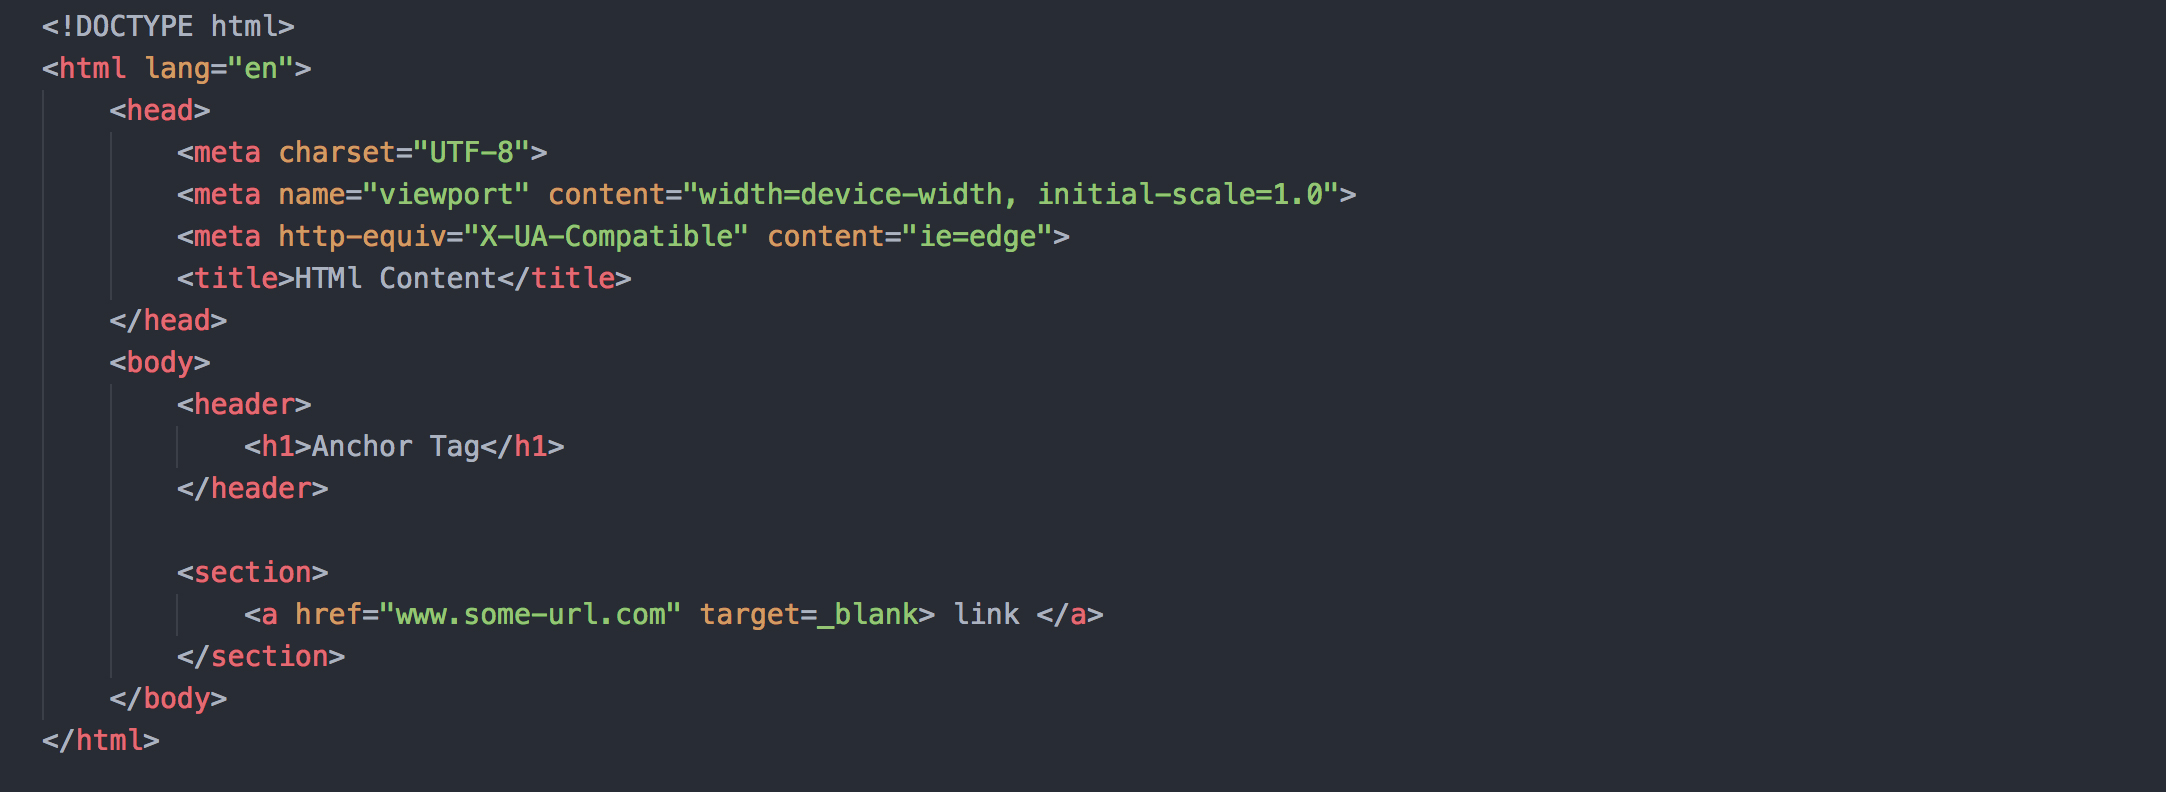 <!DOCTYPE html>
<html lang="en">
    <head>
        <meta charset="UTF-8">
        <meta name="viewport" content="width=device-width, initial-scale=1.0">
        <meta http-equiv="X-UA-Compatible" content="ie=edge">
        <title>HTMl Content</title>
    </head>
    <body>
        <header>
            <h1>Anchor Tag</h1>
        </header>

        <section>
            <a href="www.some-url.com" target=_blank> link </a>
        </section>
    </body>
</html>